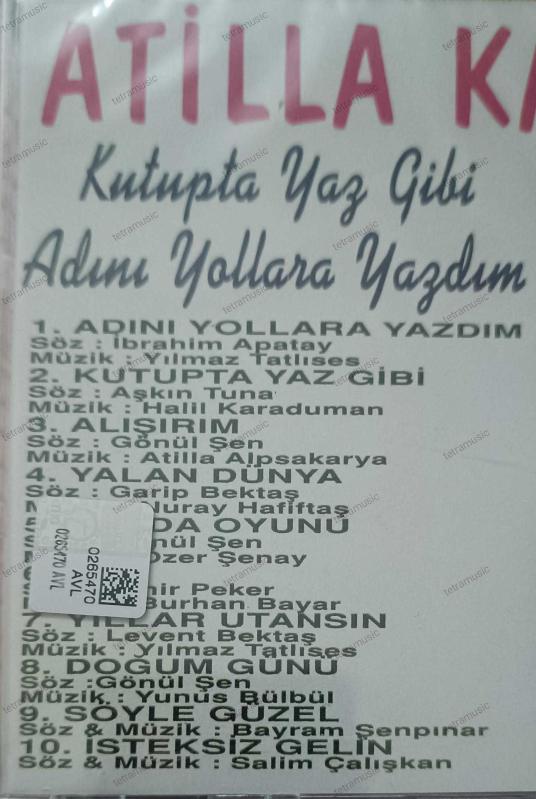 ATİLLA
Kutupta Yaz Gibi
Adını Yollara Yazdım
1. ADINI YOLLARA YAZDIM
Söz : İbrahim Apatay
Müzik : Yılmaz Tatlıses
2. KUTUPTA YAZ GİBİ
Söz : Aşkın Tuna
Müzik : Halil Karaduman
3. ALIŞIRIM
Söz : Gönül Şen
Müzik : Atilla Alpsakarya
4. YALAN DÜNYA
Söz : Garip Bektaş
Nuray Hafiftaş
OYUNU
Şen
Özer Şenay
Peker
Burhan Bayar
7. YILLAR UTANSIN
Söz : Levent Bektaş
Müzik : Yılmaz Tatlıses
8. DOĞUM GÜNÜ
Söz :Gönül Şen
Müzik : Yunus Bülbül
9. SÖYLE GÜZEL
Söz & Müzik : Bayram Şenpınar
10. İSTEKSİZ GELİN
Söz & Müzik : Salim Çalışkan
0265470
AVL
0265470 AVL
tetramusic